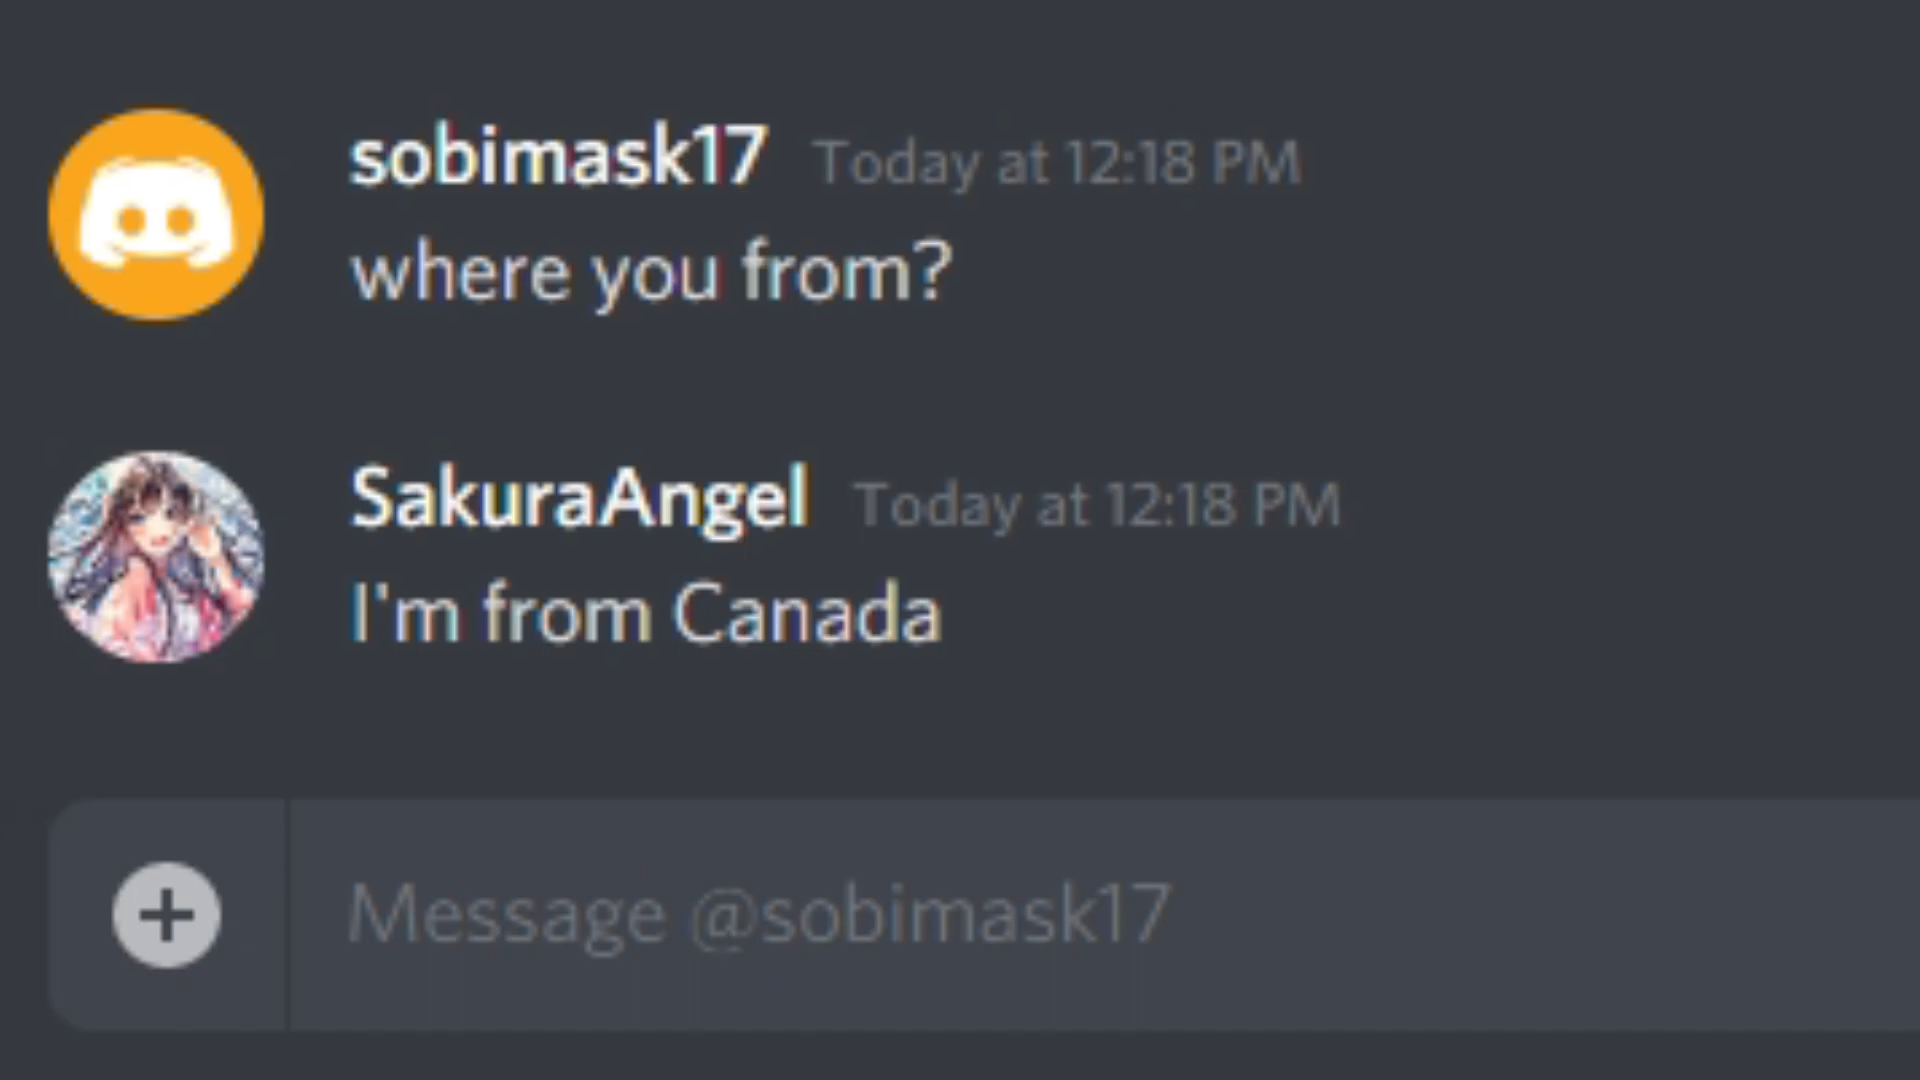 sobimask17 Today at 12:18 PM
where you from?
SakuraAngel Today at 12:18 PM
I'm from Canada
Message @sobimask17